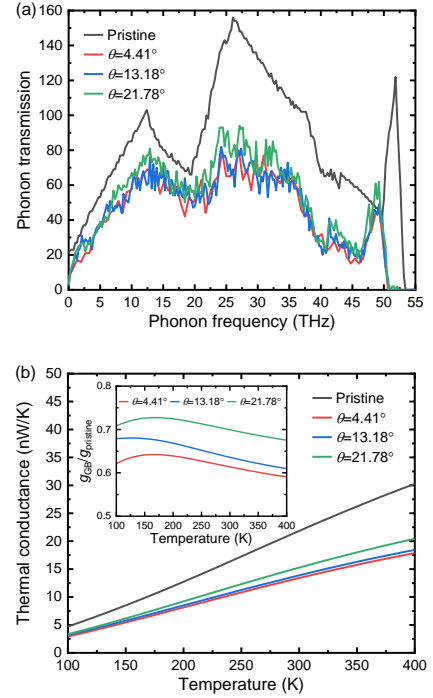 (a)
160
140
120
100
80
60
40
20
0
Phonon transmission
Pristine
θ=4.41°
θ=13.18°
θ=21.78°
0 5 10 15 20 25 30 35 40 45 50 55
Phonon frequency (THz)
(b)
50
45
40
35
30
25
20
15
10
5
0
Thermal conductance (nW/K)
0.8
0.7
0.6
0.5
gGB/gpristine
θ=4.41° θ=13.18° θ=21.78°
100 150 200 250 300 350 400
Temperature (K)
Pristine
θ=4.41°
θ=13.18°
θ=21.78°
100 150 200 250 300 350 400
Temperature (K)